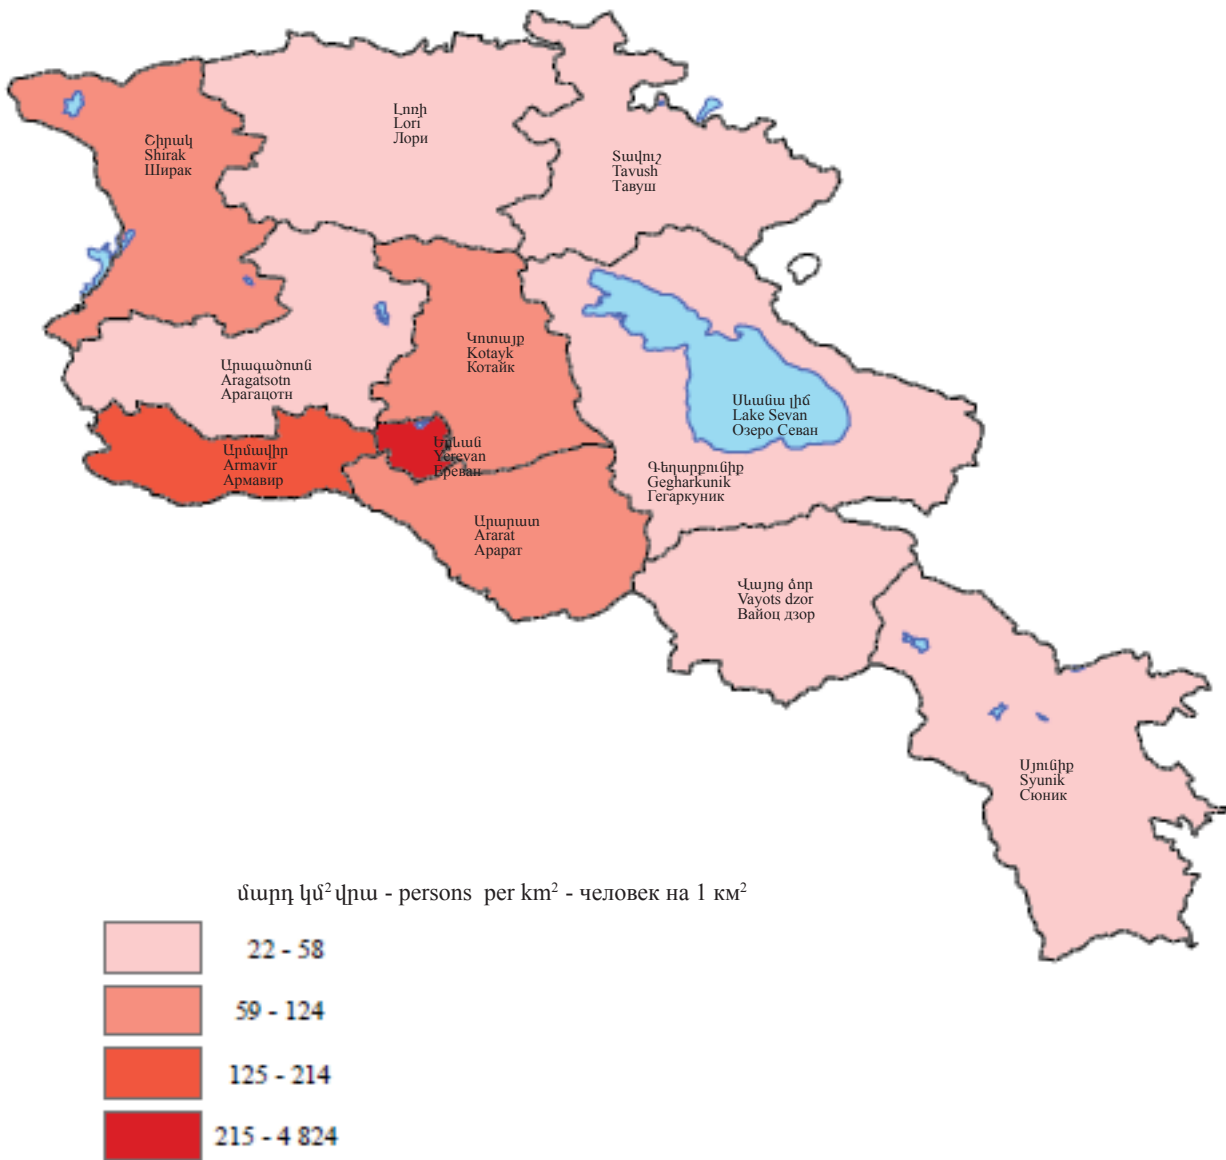 Լոռի
Lori
Лори
Շիրակ
Shirak
Ширак
Տավուշ
Tavush
Тавуш
Կոտայք
Kotayk
Котайк
Արագածոտն
Aragatsotn
Арагацотн
Սևանա լիճ
Lake Sevan
Озеро Севан
Երևան
Yerevan
Ереван
Արմավիր
Armavir
Армавир
Գեղարքունիք
Gegharkunik
Гегаркуник
Արարատ
Ararat
Арарат
Վայոց ձոր
Vayots dzor
Вайоц дзор
Սյունիք
Syunik
Сюник
մարդ կմ² վրա - persons per km² - человек на 1 км²
22 - 58
59 - 124
125 - 214
215 - 4 824